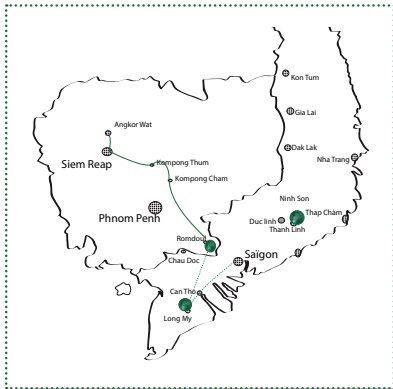 Kon Tum
Gia Lai
Angkor Wat
Dak Lak
Siem Reap
Kompong Thum
Nha Trang
Kompong Cham
Ninh Son
Phnom Penh
Thap Chàm
Duc linh
Thanh Linh
Romdoul
Chau Doc
Saïgon
Can Tho
Long My